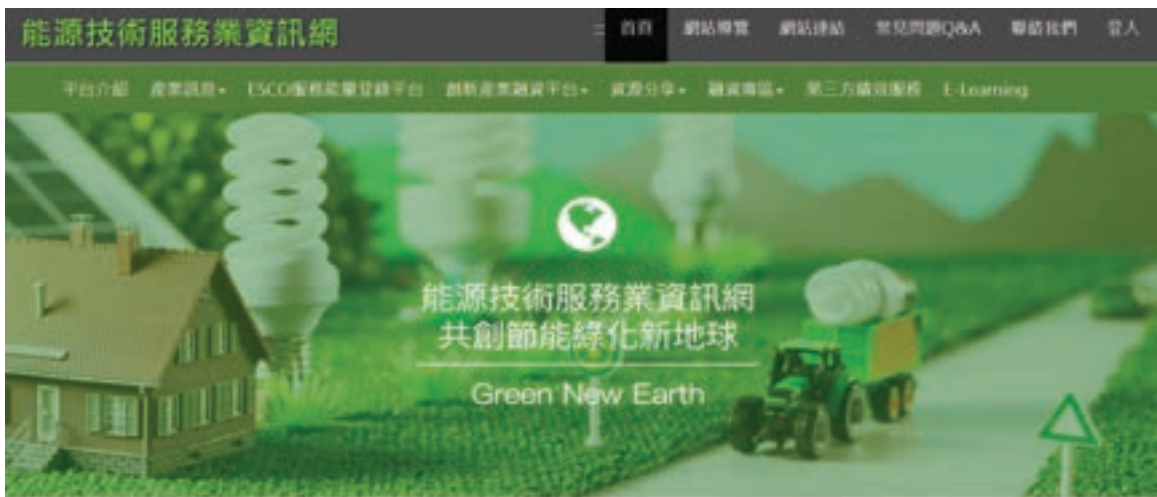 能源技術服務業資訊網
首頁 網站導覽 網站連結 常見問題Q&A 聯絡我們 登入
平台介紹 產業訊息 ESCO服務能量登錄平台 創新產業融資平台 資源分享 融資專區 第三方績效服務 E-Learning
能源技術服務業資訊網
共創節能綠化新地球
Green New Earth